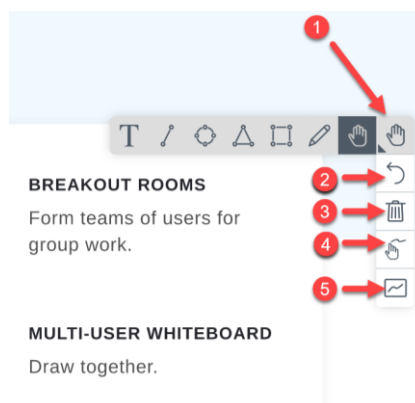 1
T
BREAKOUT ROOMS
2
Form teams of users for
3
group work.
4
5
MULTI-USER WHITEBOARD
Draw together.